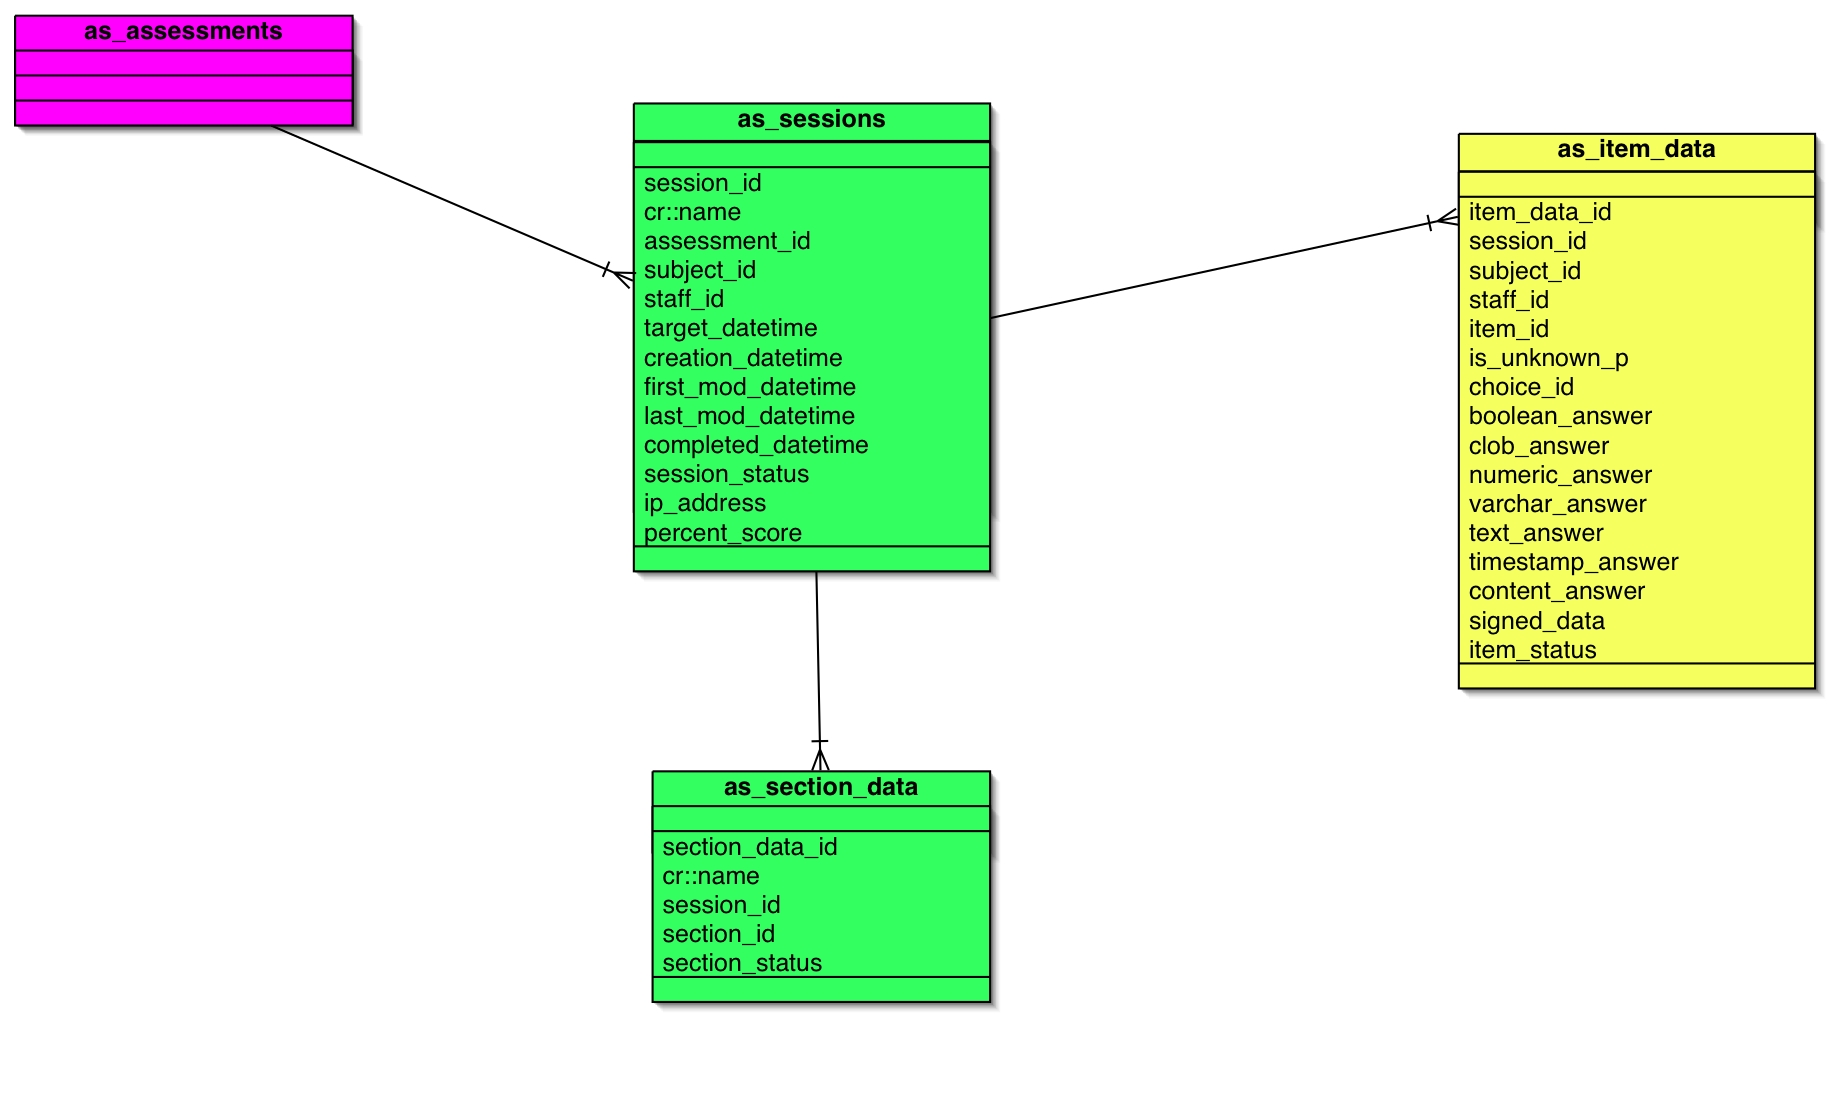 as_assessments
as_sessions
session_id
cr::name
assessment_id
subject_id
staff_id
target_datetime
creation_datetime
first_mod_datetime
last_mod_datetime
completed_datetime
session_status
ip_address
percent_score
as_item_data
item_data_id
session_id
subject_id
staff_id
item_id
is_unknown_p
choice_id
boolean_answer
clob_answer
numeric_answer
varchar_answer
text_answer
timestamp_answer
content_answer
signed_data
item_status
as_section_data
section_data_id
cr::name
session_id
section_id
section_status